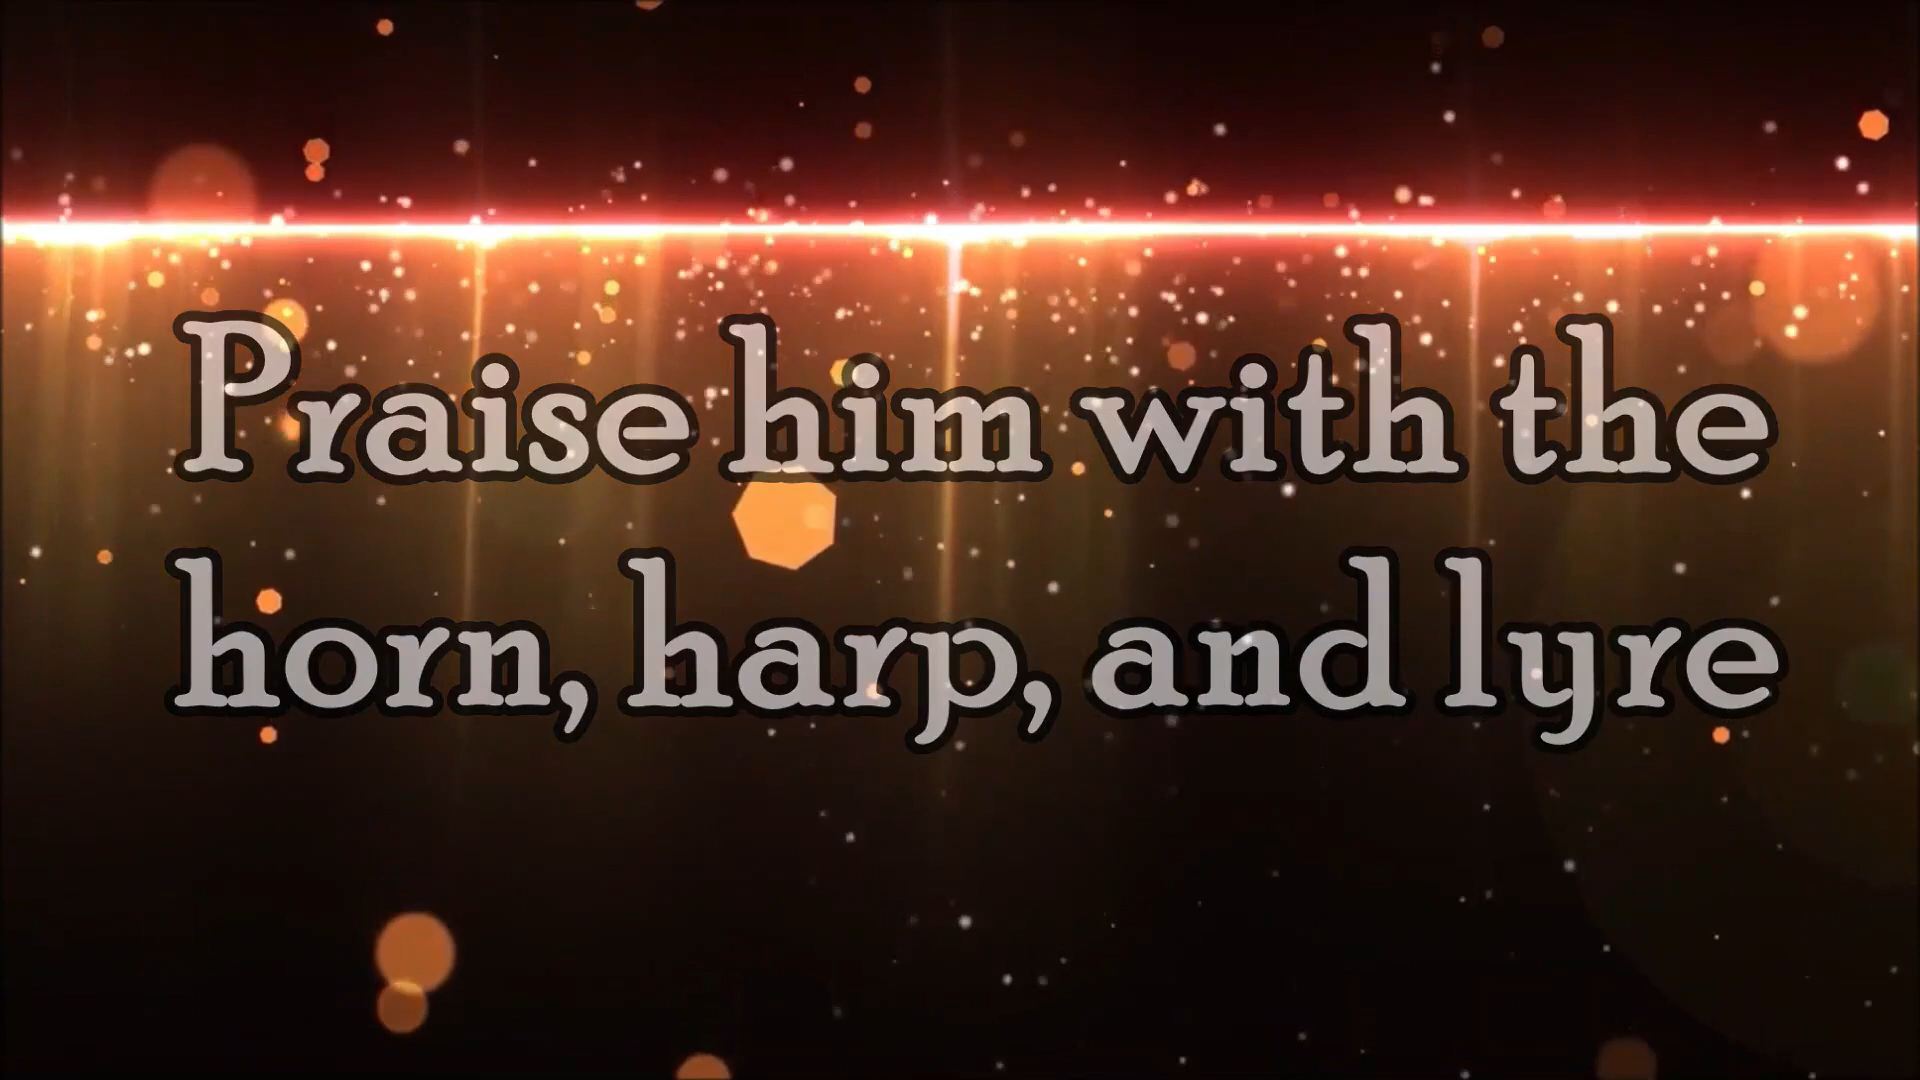 Praise him with the
horn, harp, and lyre